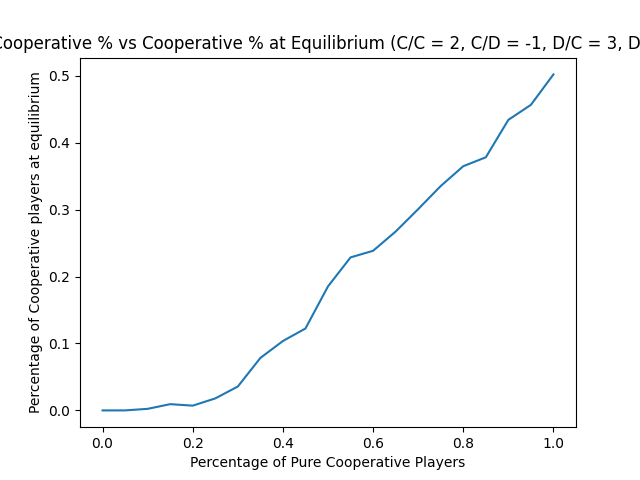 Cooperative % vs Cooperative % at Equilibrium (C/C = 2, C/D = -1, D/C = 3, D
Percentage of Cooperative players at equilibrium
0.5
0.4
0.3
0.2
0.1
0.0
0.0 0.2 0.4 0.6 0.8 1.0
Percentage of Pure Cooperative Players